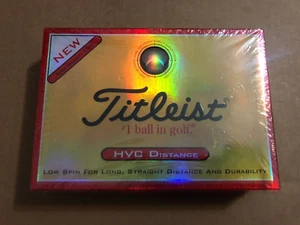 NEW
Titleist
#1 ball in golf.
HVC DISTANCE
LOW SPIN FOR LONG, STRAIGHT DISTANCE AND DURABILITY